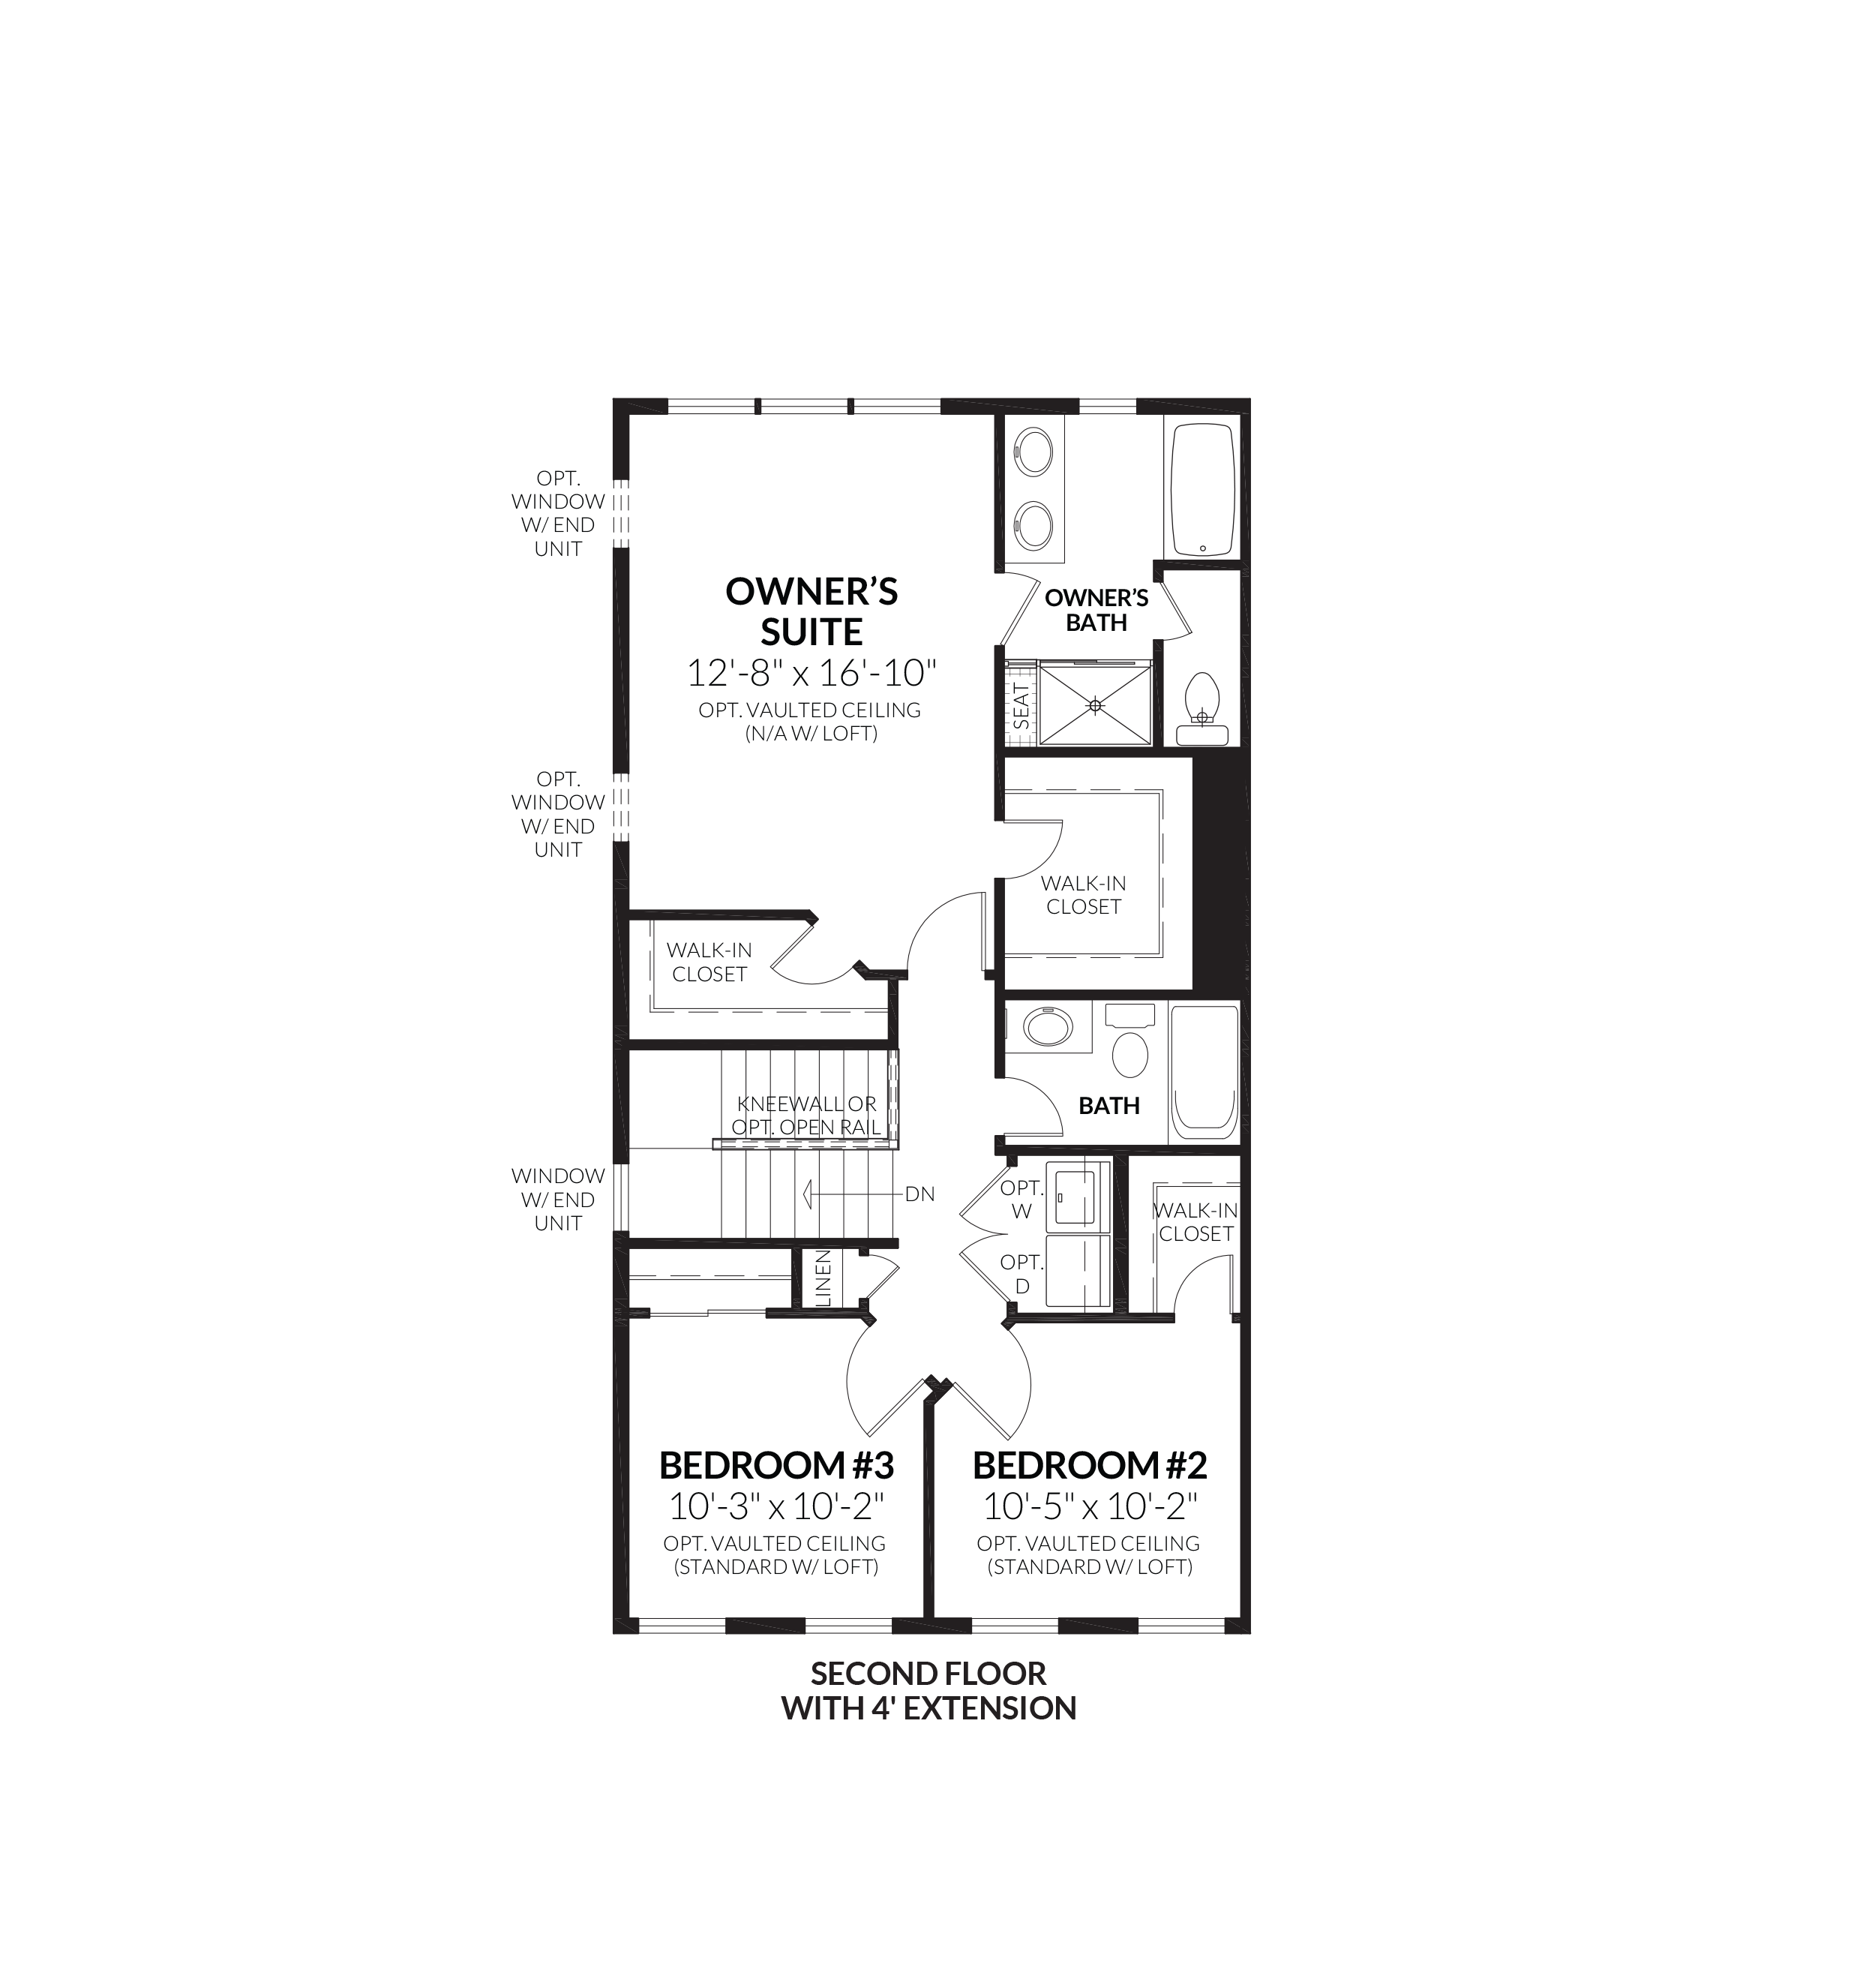 OPT.
WINDOW
W/ END
UNIT
OWNER’S
SUITE
12'-8" x 16'-10"
OPT. VAULTED CEILING
(N/A W/ LOFT)
OWNER’S
BATH
SEAT
OPT.
WINDOW
W/ END
UNIT
WALK-IN
CLOSET
WALK-IN
CLOSET
KNEEWALL OR
OPT. OPEN RAIL
BATH
WINDOW
W/ END
UNIT
DN
OPT.
W
OPT.
D
WALK-IN
CLOSET
LINEN
BEDROOM #3
10'-3" x 10'-2"
OPT. VAULTED CEILING
(STANDARD W/ LOFT)
BEDROOM #2
10'-5" x 10'-2"
OPT. VAULTED CEILING
(STANDARD W/ LOFT)
SECOND FLOOR
WITH 4' EXTENSION